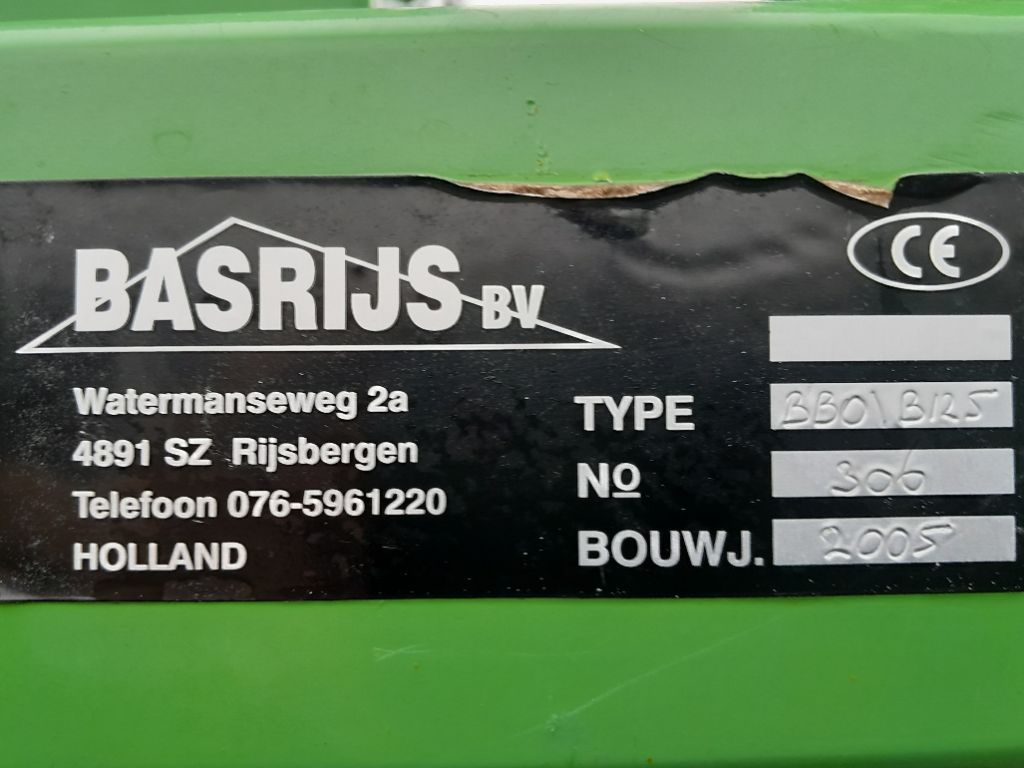 BASRIJS BV
CE
Watermanseweg 2a
4891 SZ Rijsbergen
Telefoon 076-5961220
HOLLAND
TYPE BB01BR5
No 306
BOUWJ. 2005